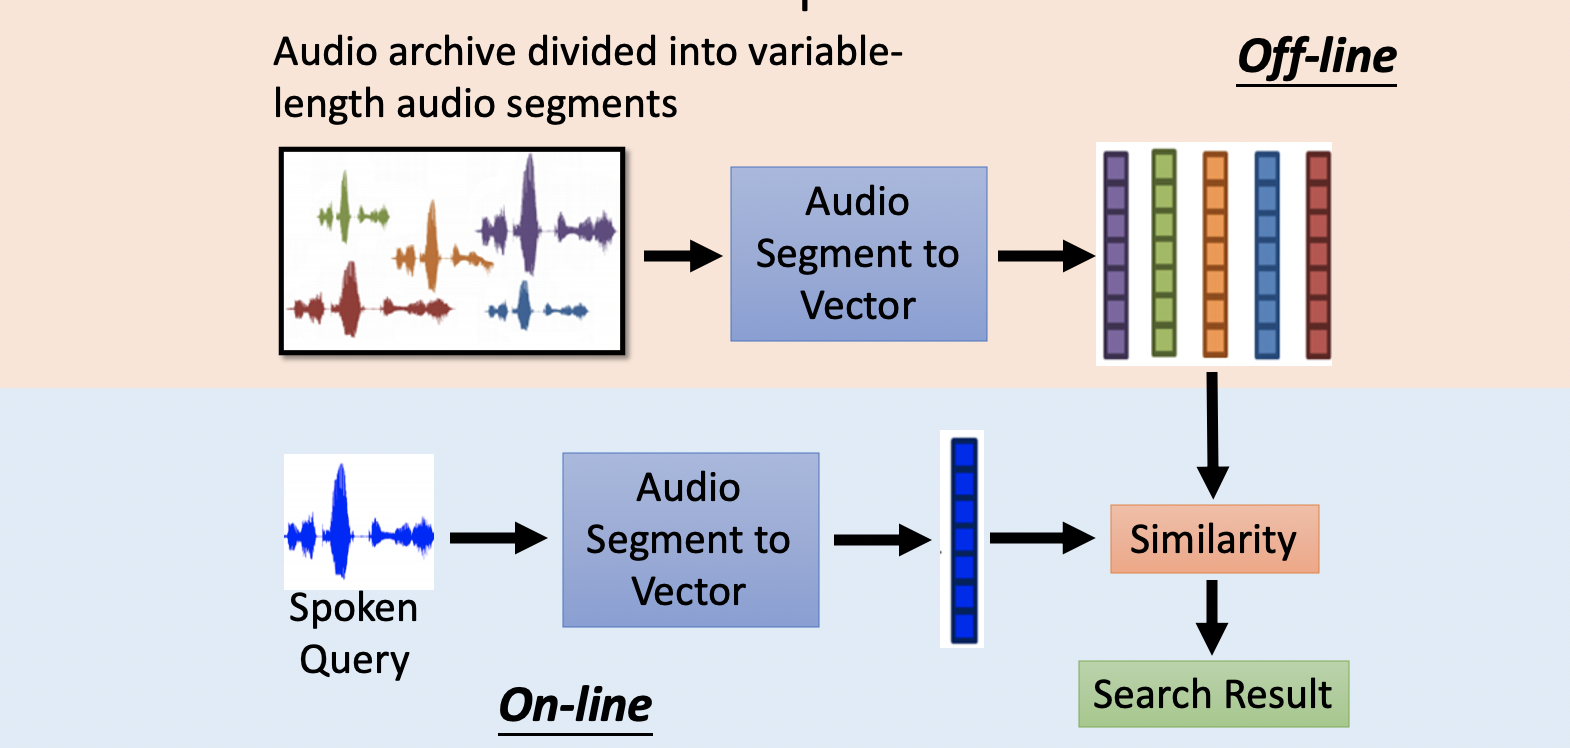 Audio archive divided into variable-
length audio segments
Off-line
Audio
Segment to
Vector
Audio
Segment to
Vector
Spoken
Query
Similarity
Search Result
On-line